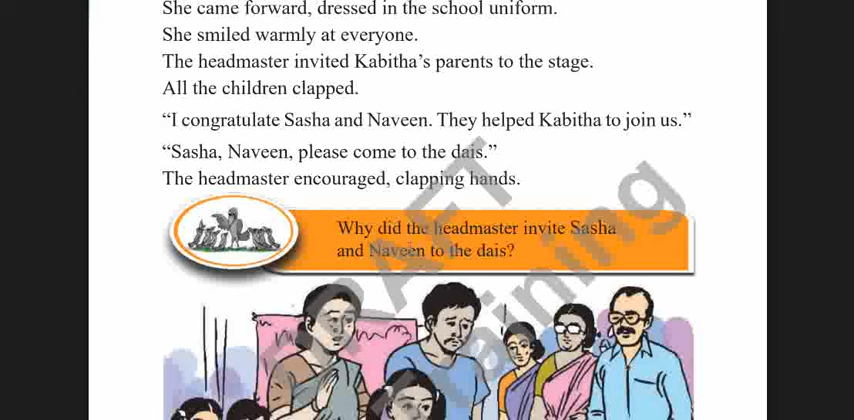 She came forward, dressed in the school uniform.
She smiled warmly at everyone.
The headmaster invited Kabitha’s parents to the stage.
All the children clapped.
“I congratulate Sasha and Naveen. They helped Kabitha to join us.”
“Sasha, Naveen, please come to the dais.”
The headmaster encouraged, clapping hands.
Why did the headmaster invite Sasha
and Naveen to the dais?
DRAFT